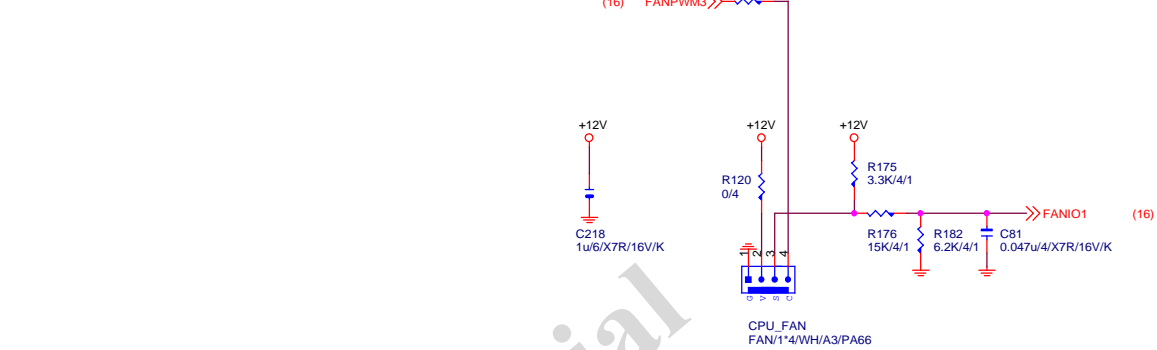 (16) FANPWM3
+12V
+12V
+12V
R120
0/4
R175
3.3K/4/1
FANIO1
(16)
C218
1u/6/X7R/16V/K
R176
15K/4/1
R182
6.2K/4/1
C81
0.047u/4/X7R/16V/K
1 2 3 4
G V S C
CPU_FAN
FAN/1*4/WH/A3/PA66